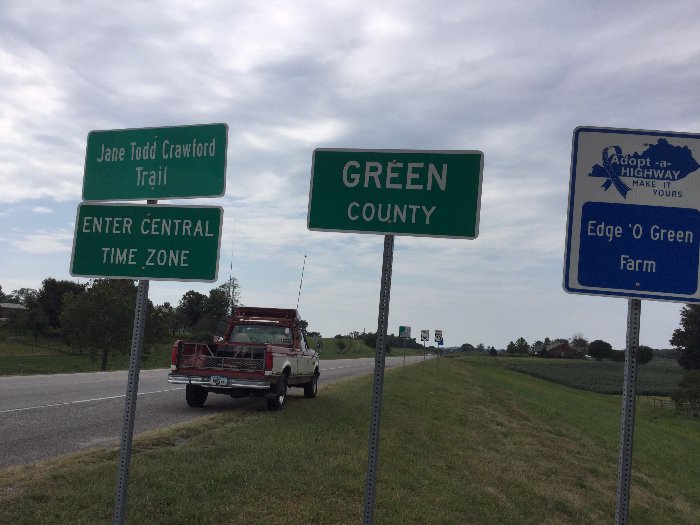 Jane Todd Crawford
Trail
ENTER CENTRAL
TIME ZONE
GREEN
COUNTY
Adopt-a-
HIGHWAY
MAKE IT
YOURS
Edge 'O Green
Farm